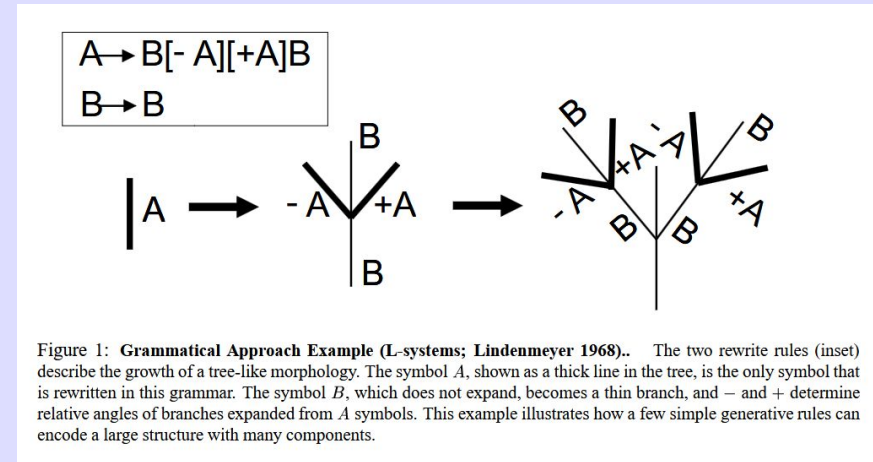 A→B[- A][+A]B
B→B
A
B
- A
+A
B
B
+A
- A
B
- A
B
B
+A
Figure 1: Grammatical Approach Example (L-systems; Lindenmeyer 1968).. The two rewrite rules (inset)
describe the growth of a tree-like morphology. The symbol A, shown as a thick line in the tree, is the only symbol that
is rewritten in this grammar. The symbol B, which does not expand, becomes a thin branch, and − and + determine
relative angles of branches expanded from A symbols. This example illustrates how a few simple generative rules can
encode a large structure with many components.